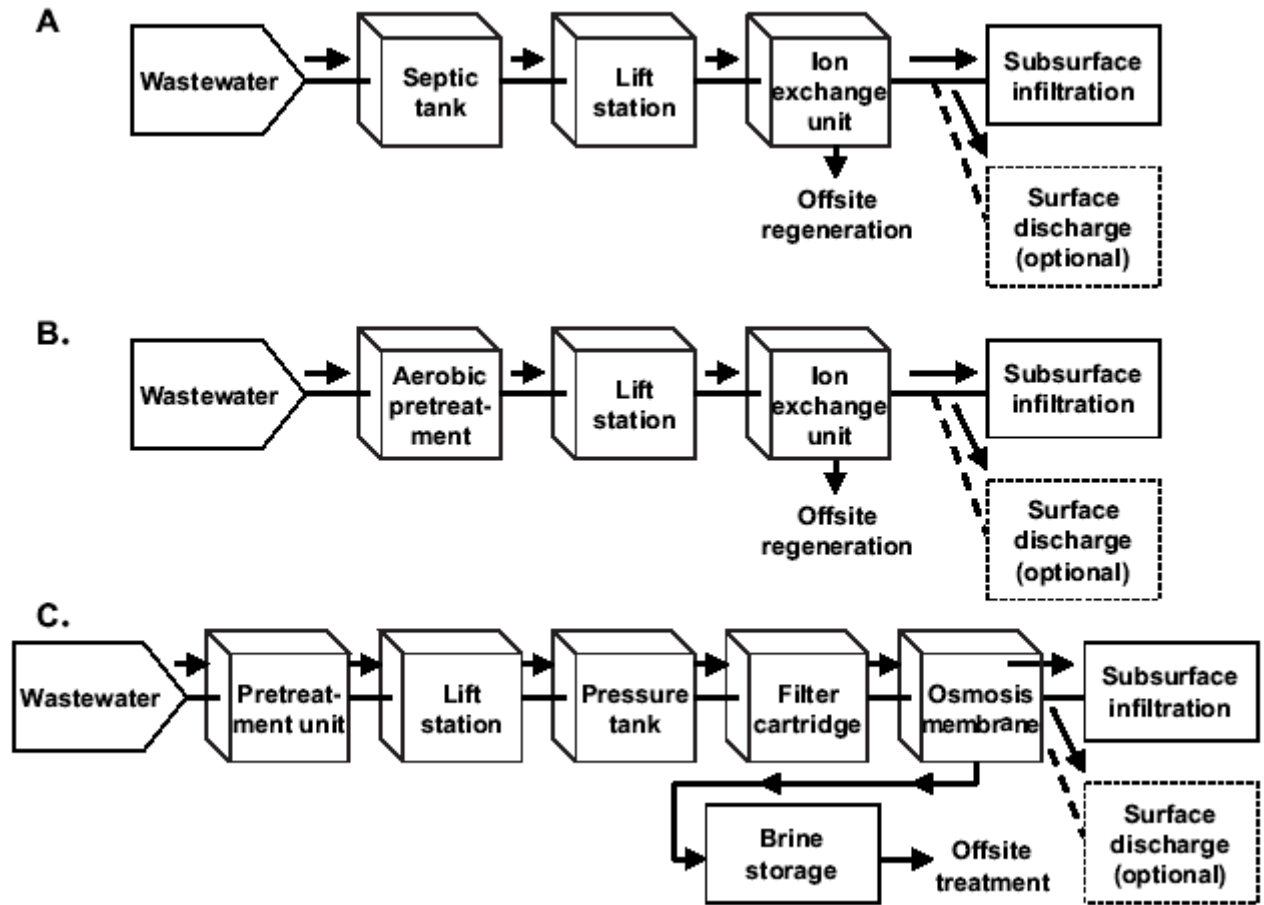 A
Wastewater
Septic
tank
Lift
station
Ion
exchange
unit
Subsurface
infiltration
Offsite
regeneration
Surface
discharge
(optional)
B.
Wastewater
Aerobic
pretreat-
ment
Lift
station
Ion
exchange
unit
Subsurface
infiltration
Offsite
regeneration
Surface
discharge
(optional)
C.
Wastewater
Pretreat-
ment unit
Lift
station
Pressure
tank
Filter
cartridge
Osmosis
membrane
Subsurface
infiltration
Brine
storage
Offsite
treatment
Surface
discharge
(optional)